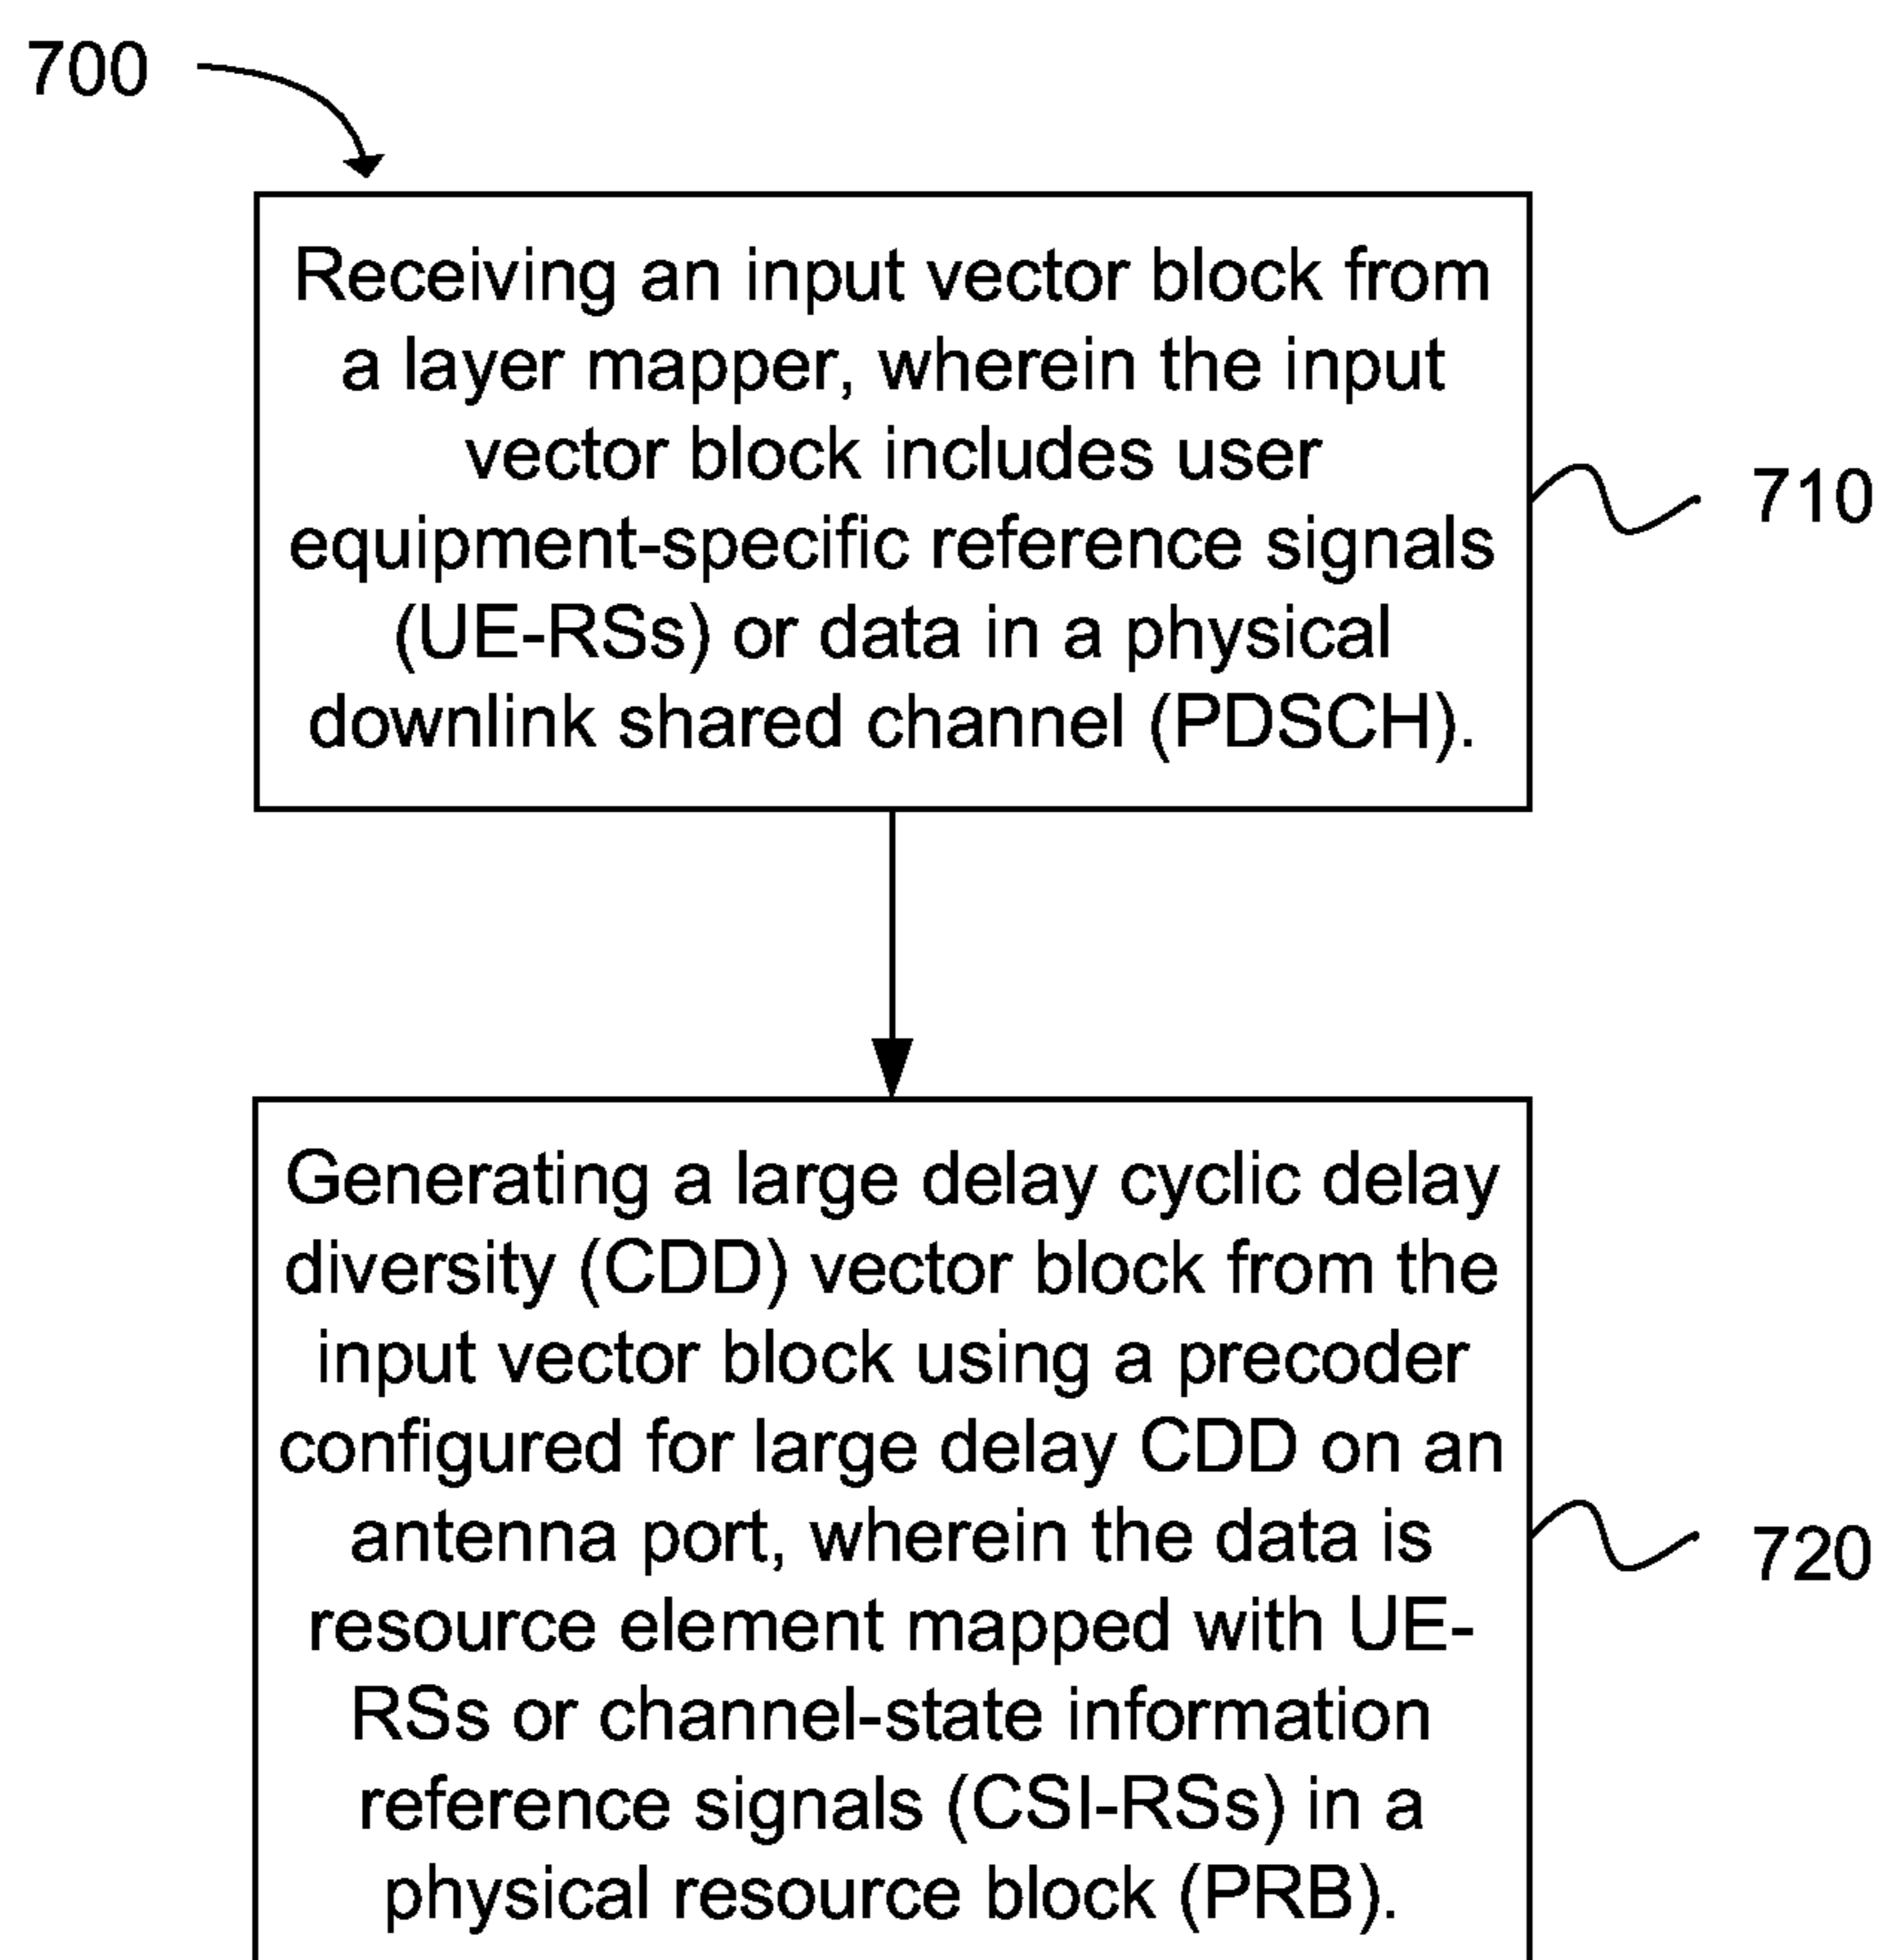 700
Receiving an input vector block from
a layer mapper, wherein the input
vector block includes user
equipment-specific reference signals
(UE-RSs) or data in a physical
downlink shared channel (PDSCH).
710
Generating a large delay cyclic delay
diversity (CDD) vector block from the
input vector block using a precoder
configured for large delay CDD on an
antenna port, wherein the data is
resource element mapped with UE-
RSs or channel-state information
reference signals (CSI-RSs) in a
physical resource block (PRB).
720